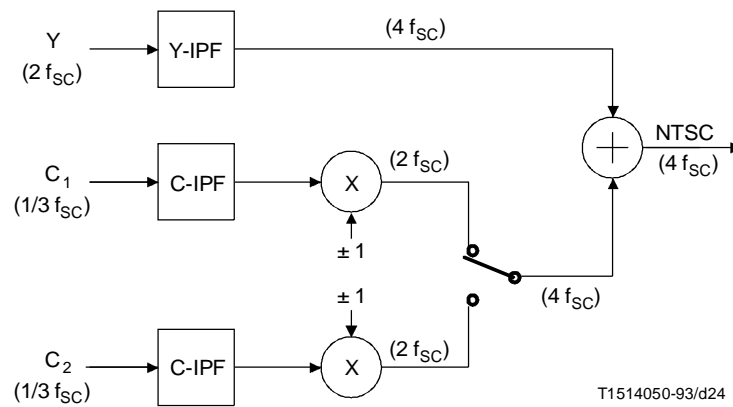 Y
(2 fSC)
Y-IPF
(4 fSC)
NTSC
(4 fSC)
C1
(1/3 fSC)
C-IPF
X
(2 fSC)
± 1
± 1
(4 fSC)
C2
(1/3 fSC)
C-IPF
X
(2 fSC)
T1514050-93/d24